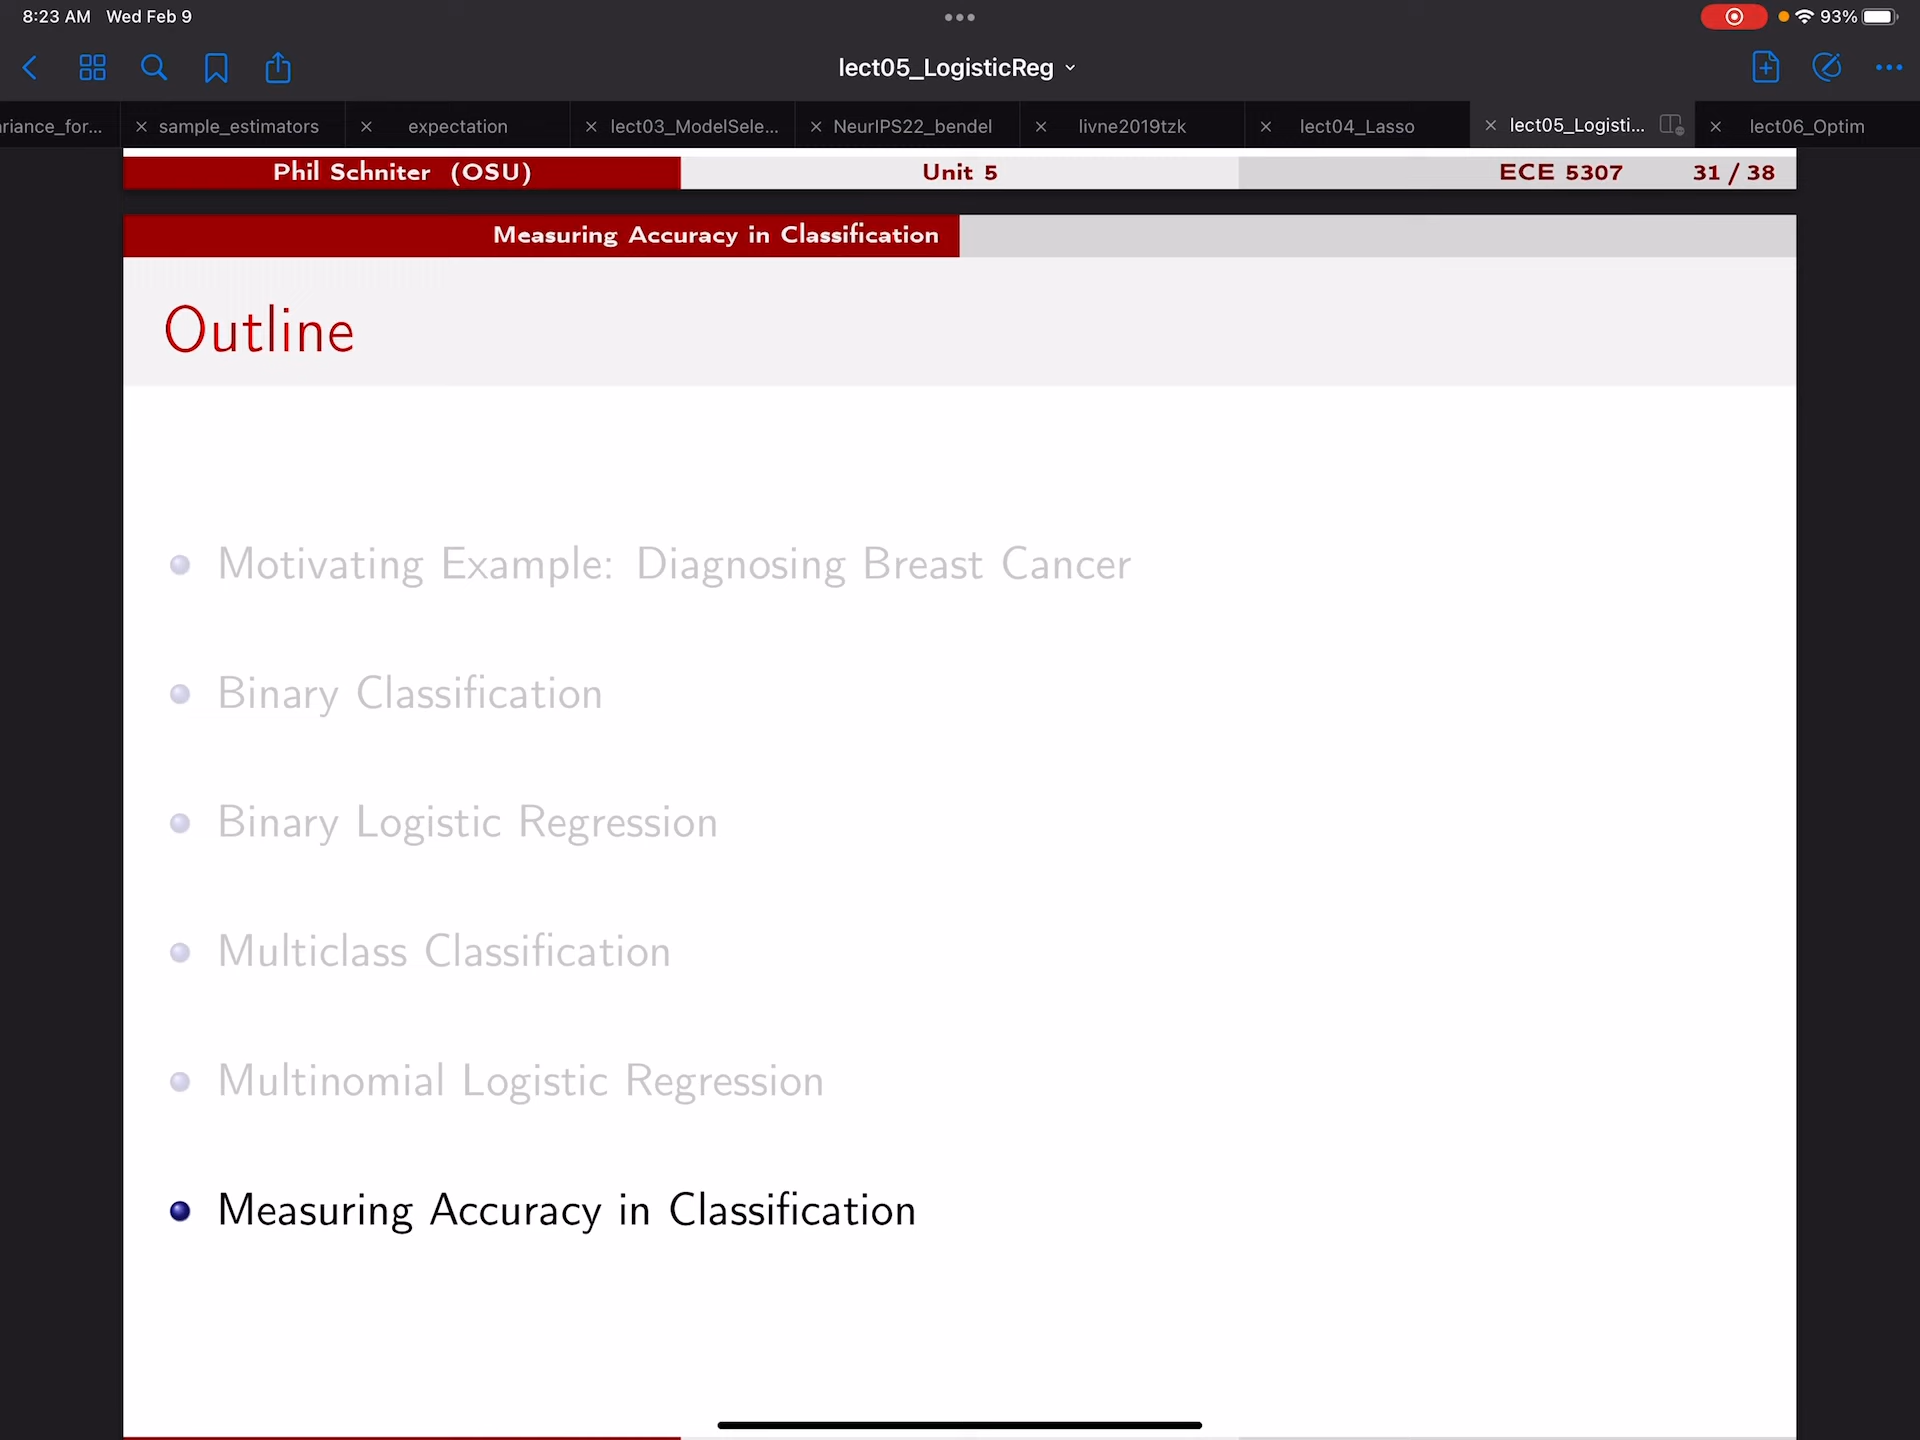 8:23 AM Wed Feb 9
93%
lect05_LogisticReg
riance_for...
sample_estimators
expectation
lect03_ModelSele...
NeurIPS22_bendel
livne2019tzk
lect04_Lasso
lect05_Logisti...
lect06_Optim
Phil Schniter (OSU) Unit 5 ECE 5307 31 / 38
Measuring Accuracy in Classification
Outline
Motivating Example: Diagnosing Breast Cancer
Binary Classification
Binary Logistic Regression
Multiclass Classification
Multinomial Logistic Regression
Measuring Accuracy in Classification